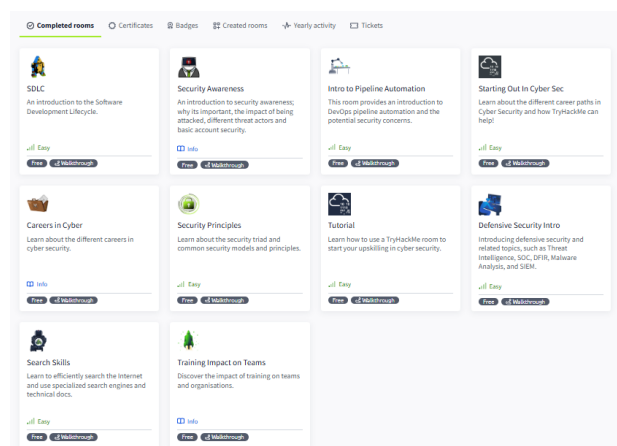 Completed rooms Certificates Badges Created rooms Yearly activity Tickets
SDLC
An introduction to the Software
Development Lifecycle.
Easy
Free Walkthrough
Security Awareness
An introduction to security awareness;
why its important, the impact of being
attacked, different threat actors and
basic account security.
Info
Free Walkthrough
Intro to Pipeline Automation
This room provides an introduction to
DevOps pipeline automation and the
potential security concerns.
Easy
Free Walkthrough
Starting Out In Cyber Sec
Learn about the different career paths in
Cyber Security and how TryHackMe can
help!
Easy
Free Walkthrough
Careers in Cyber
Learn about the different careers in
cyber security.
Info
Free Walkthrough
Security Principles
Learn about the security triad and
common security models and principles.
Easy
Free Walkthrough
Tutorial
Learn how to use a TryHackMe room to
start your upskilling in cyber security.
Easy
Free Walkthrough
Defensive Security Intro
Introducing defensive security and
related topics, such as Threat
Intelligence, SOC, DFIR, Malware
Analysis, and SIEM.
Easy
Free Walkthrough
Search Skills
Learn to efficiently search the Internet
and use specialized search engines and
technical docs.
Easy
Free Walkthrough
Training Impact on Teams
Discover the impact of training on teams
and organisations.
Info
Free Walkthrough